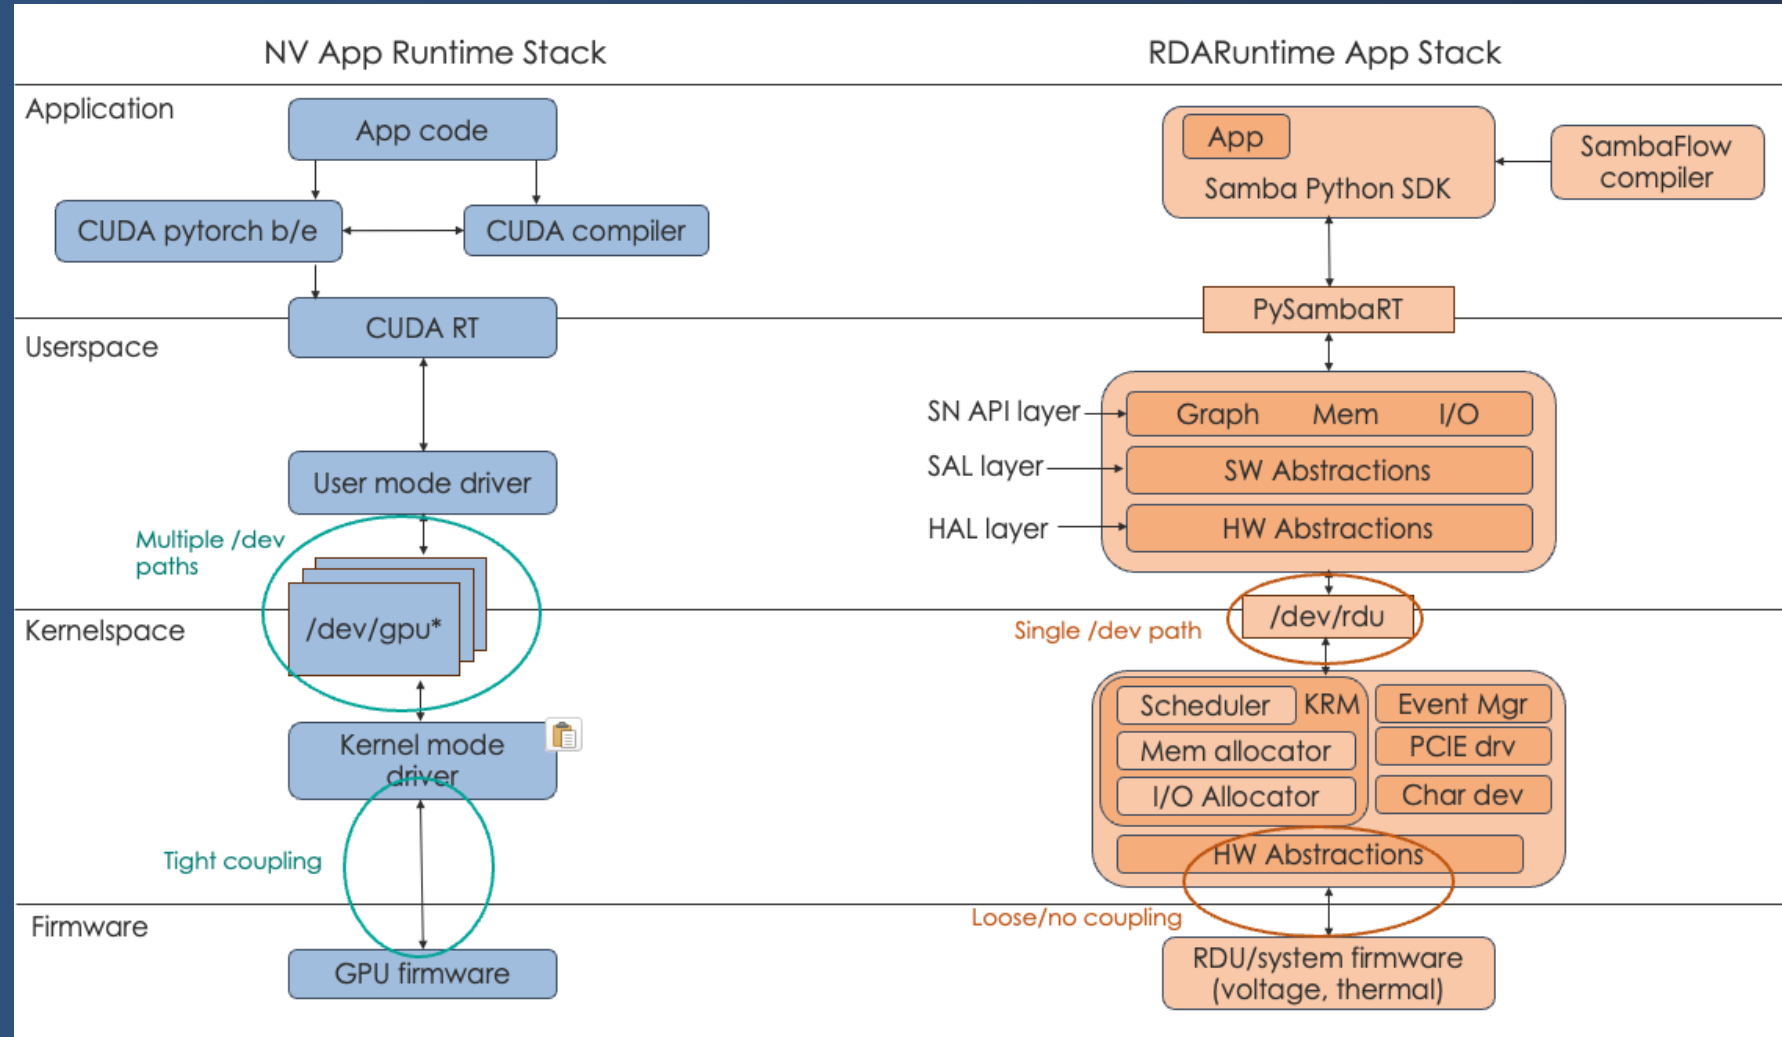 NV App Runtime Stack
RDARuntime App Stack
Application
App code
CUDA pytorch b/e
CUDA compiler
App
Samba Python SDK
SambaFlow
compiler
CUDA RT
PySambaRT
Userspace
User mode driver
SN API layer
Graph Mem I/O
SAL layer
SW Abstractions
HAL layer
HW Abstractions
Multiple /dev
paths
/dev/gpu*
/dev/rdu
Single /dev path
Kernelspace
Kernel mode
driver
Scheduler
KRM
Event Mgr
Mem allocator
PCIE drv
I/O Allocator
Char dev
HW Abstractions
Tight coupling
Loose/no coupling
Firmware
GPU firmware
RDU/system firmware
(voltage, thermal)